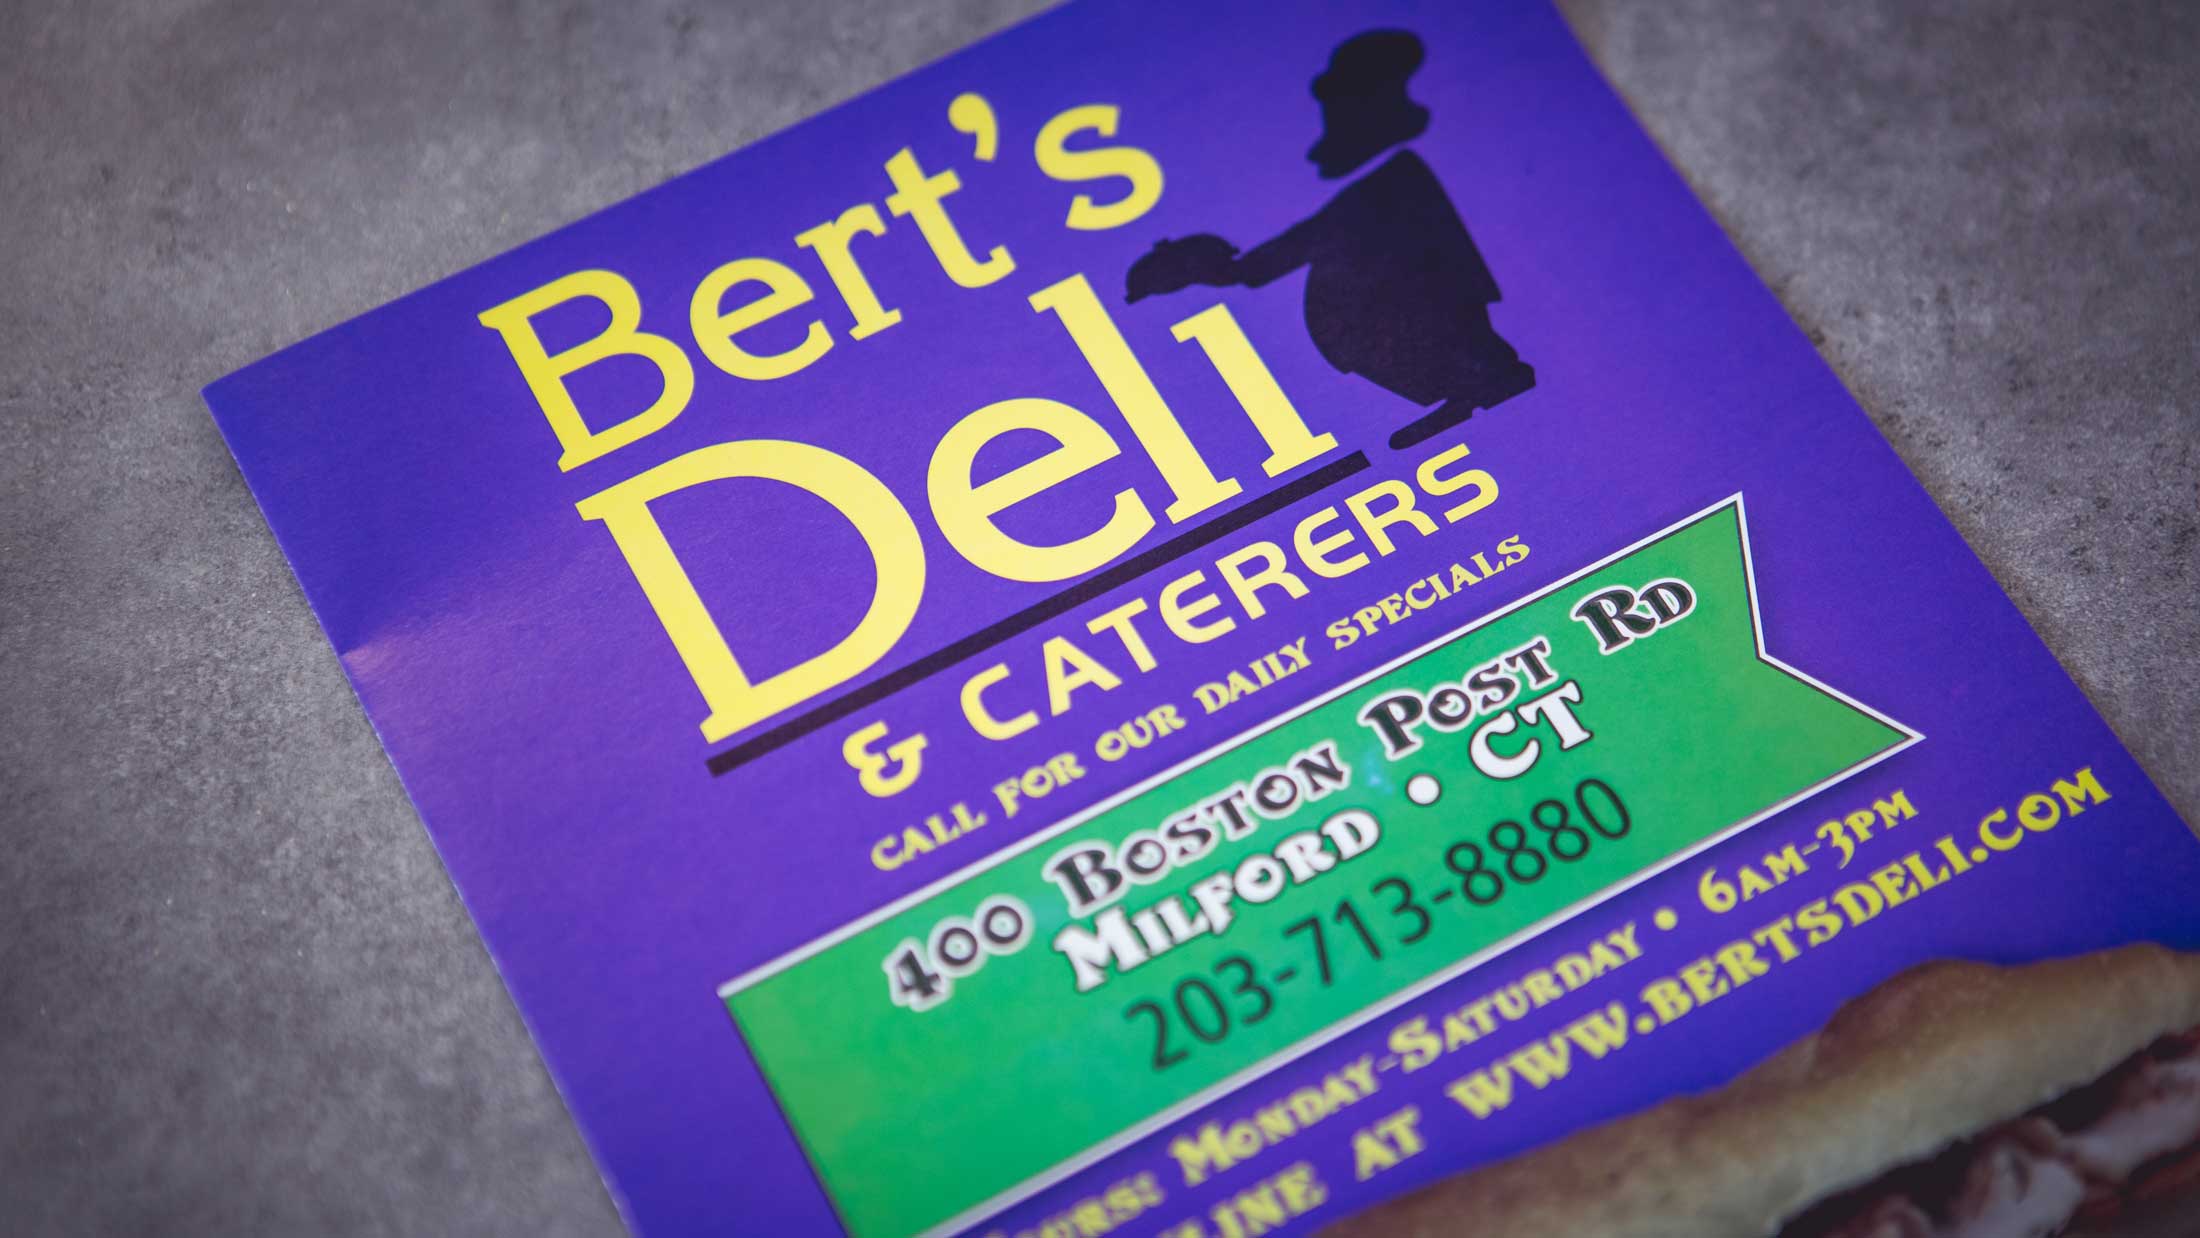 Bert's
Deli
& CATERERS
CALL FOR OUR DAILY SPECIALS
400 Boston Post Rd
Milford • CT
203-713-8880
Monday-Saturday • 6am-3pm
AT WWW.BERTSDELI.COM